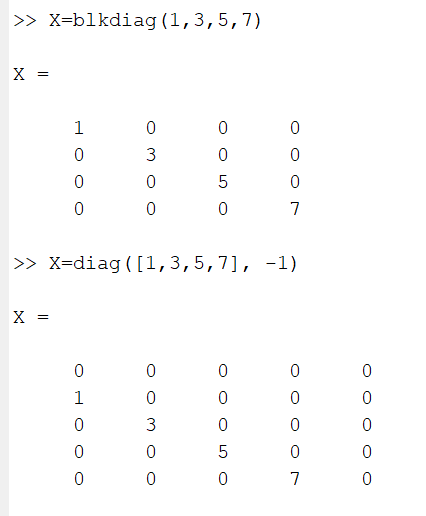 >> X=blkdiag(1,3,5,7)
X =
1 0 0 0
0 3 0 0
0 0 5 0
0 0 0 7
>> X=diag([1,3,5,7], -1)
X =
0 0 0 0 0
1 0 0 0 0
0 3 0 0 0
0 0 5 0 0
0 0 0 7 0